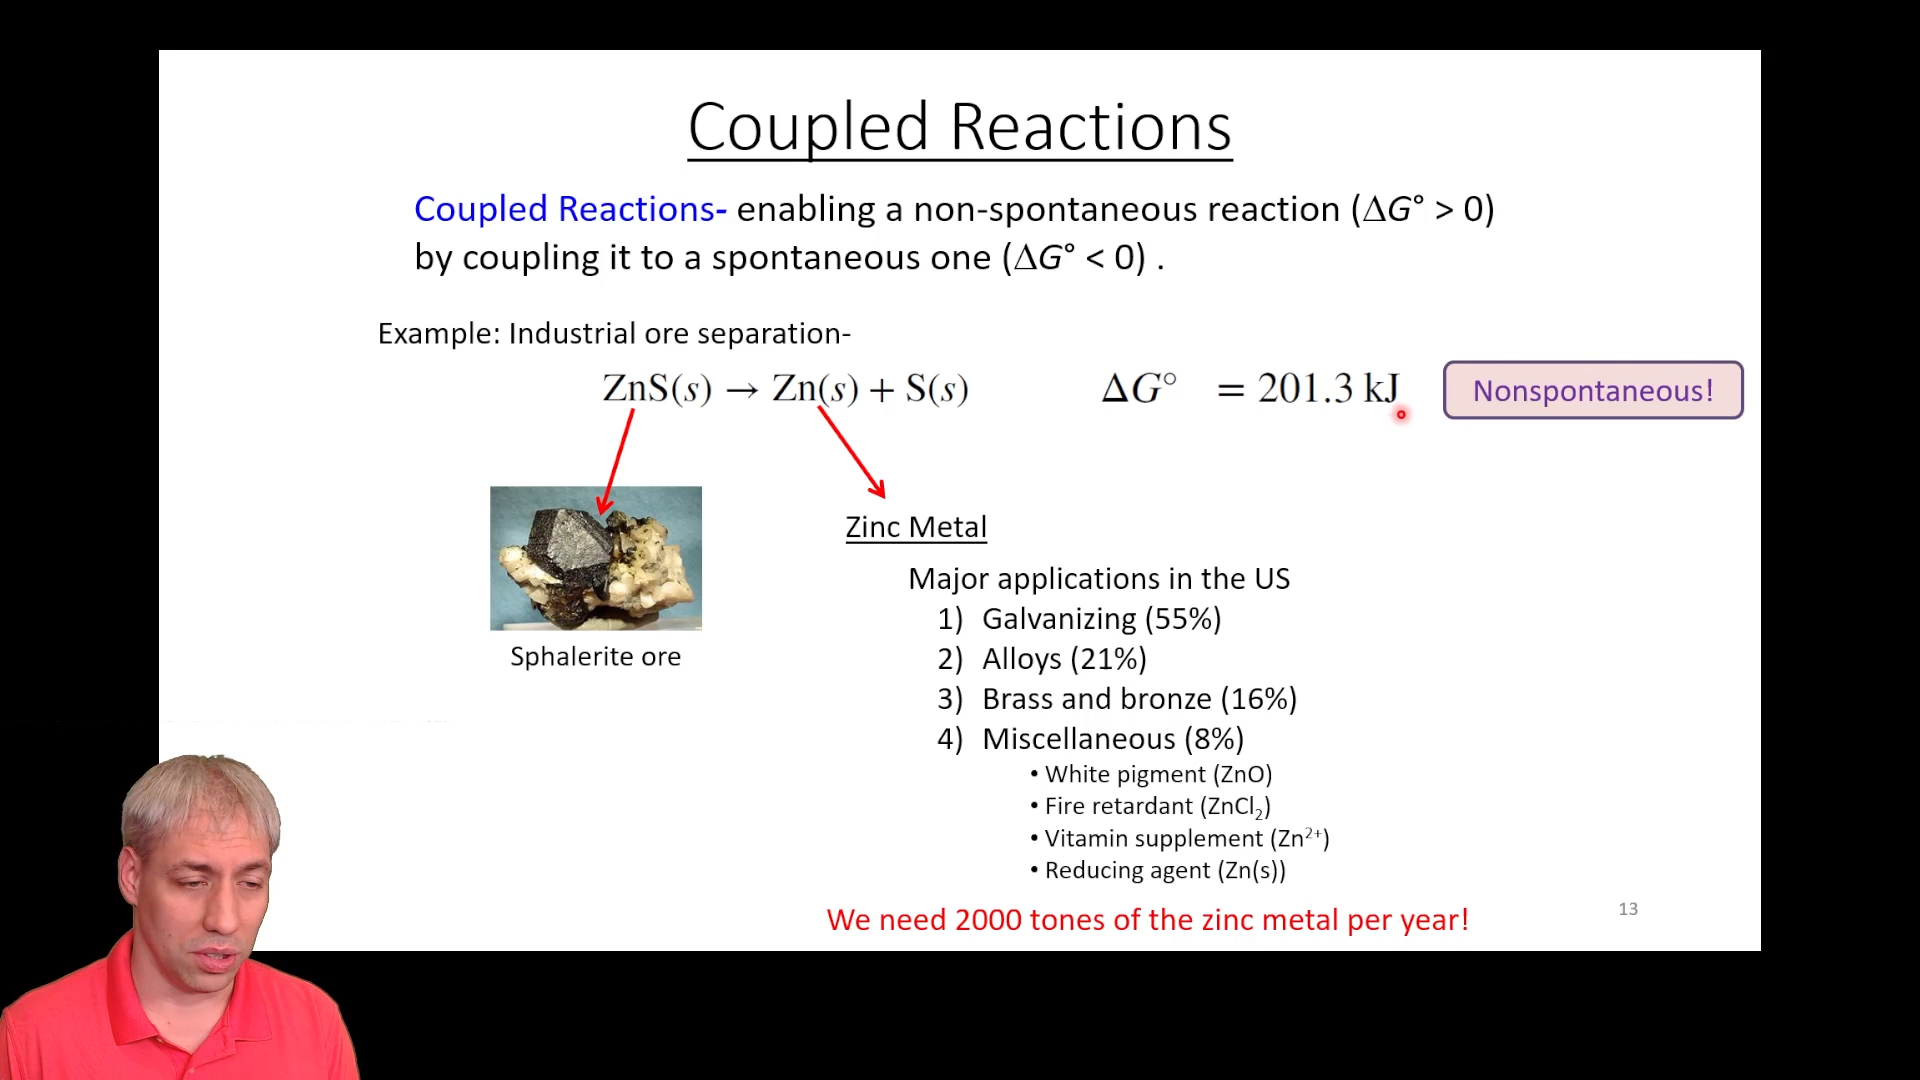 Coupled Reactions
Coupled Reactions- enabling a non-spontaneous reaction (ΔG° > 0)
by coupling it to a spontaneous one (ΔG° < 0) .
Example: Industrial ore separation-
ZnS(s) → Zn(s) + S(s) ΔG° = 201.3 kJ Nonspontaneous!
Sphalerite ore
Zinc Metal
Major applications in the US
1) Galvanizing (55%)
2) Alloys (21%)
3) Brass and bronze (16%)
4) Miscellaneous (8%)
• White pigment (ZnO)
• Fire retardant (ZnCl₂)
• Vitamin supplement (Zn²⁺)
• Reducing agent (Zn(s))
We need 2000 tones of the zinc metal per year!
13